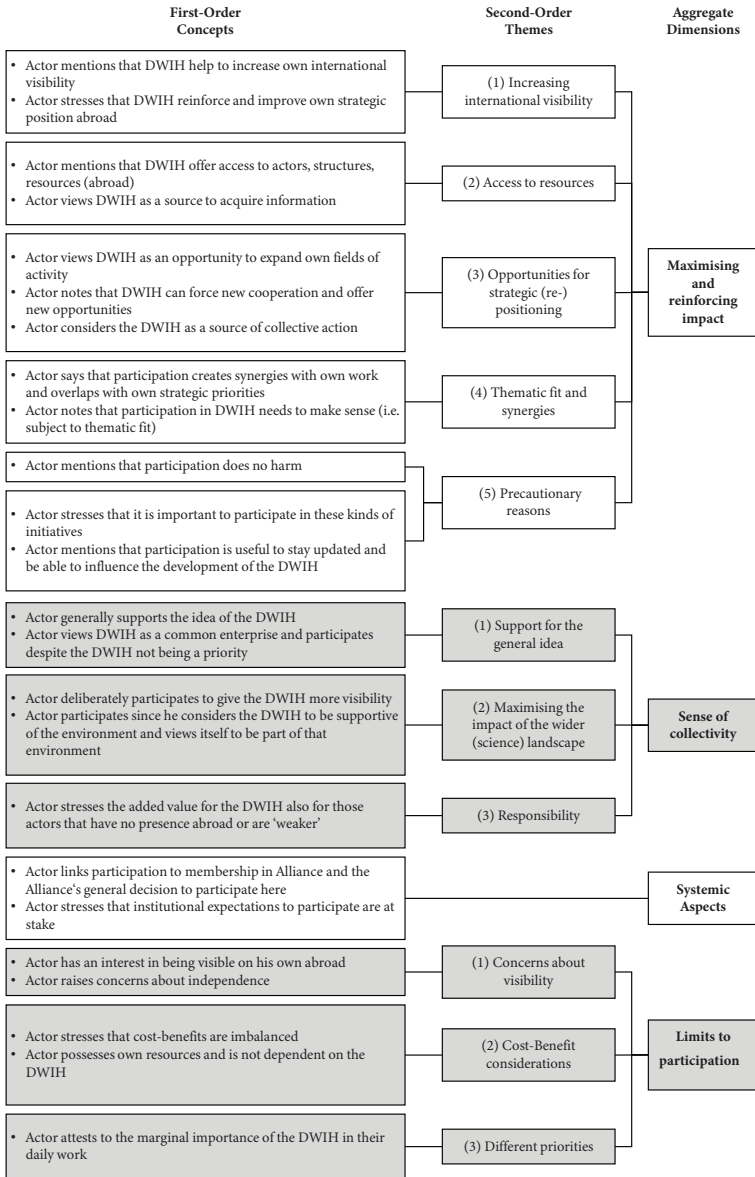 First-Order
Concepts
Second-Order
Themes
Aggregate
Dimensions
• Actor mentions that DWIH help to increase own international
visibility
• Actor stresses that DWIH reinforce and improve own strategic
position abroad
(1) Increasing
international visibility
• Actor mentions that DWIH offer access to actors, structures,
resources (abroad)
• Actor views DWIH as a source to acquire information
(2) Access to resources
• Actor views DWIH as an opportunity to expand own fields of
activity
• Actor notes that DWIH can force new cooperation and offer
new opportunities
• Actor considers the DWIH as a source of collective action
(3) Opportunities for
strategic (re-)
positioning
Maximising
and
reinforcing
impact
• Actor says that participation creates synergies with own work
and overlaps with own strategic priorities
• Actor notes that participation in DWIH needs to make sense (i.e.
subject to thematic fit)
(4) Thematic fit and
synergies
• Actor mentions that participation does no harm
• Actor stresses that it is important to participate in these kinds of
initiatives
• Actor mentions that participation is useful to stay updated and
be able to influence the development of the DWIH
(5) Precautionary
reasons
• Actor generally supports the idea of the DWIH
• Actor views DWIH as a common enterprise and participates
despite the DWIH not being a priority
(1) Support for the
general idea
• Actor deliberately participates to give the DWIH more visibility
• Actor participates since he considers the DWIH to be supportive
of the environment and views itself to be part of that
environment
(2) Maximising the
impact of the wider
(science) landscape
Sense of
collectivity
• Actor stresses the added value for the DWIH also for those
actors that have no presence abroad or are ‘weaker’
(3) Responsibility
• Actor links participation to membership in Alliance and the
Alliance‘s general decision to participate here
• Actor stresses that institutional expectations to participate are at
stake
Systemic
Aspects
• Actor has an interest in being visible on his own abroad
• Actor raises concerns about independence
(1) Concerns about
visibility
• Actor stresses that cost-benefits are imbalanced
• Actor possesses own resources and is not dependent on the
DWIH
(2) Cost-Benefit
considerations
Limits to
participation
• Actor attests to the marginal importance of the DWIH in their
daily work
(3) Different priorities